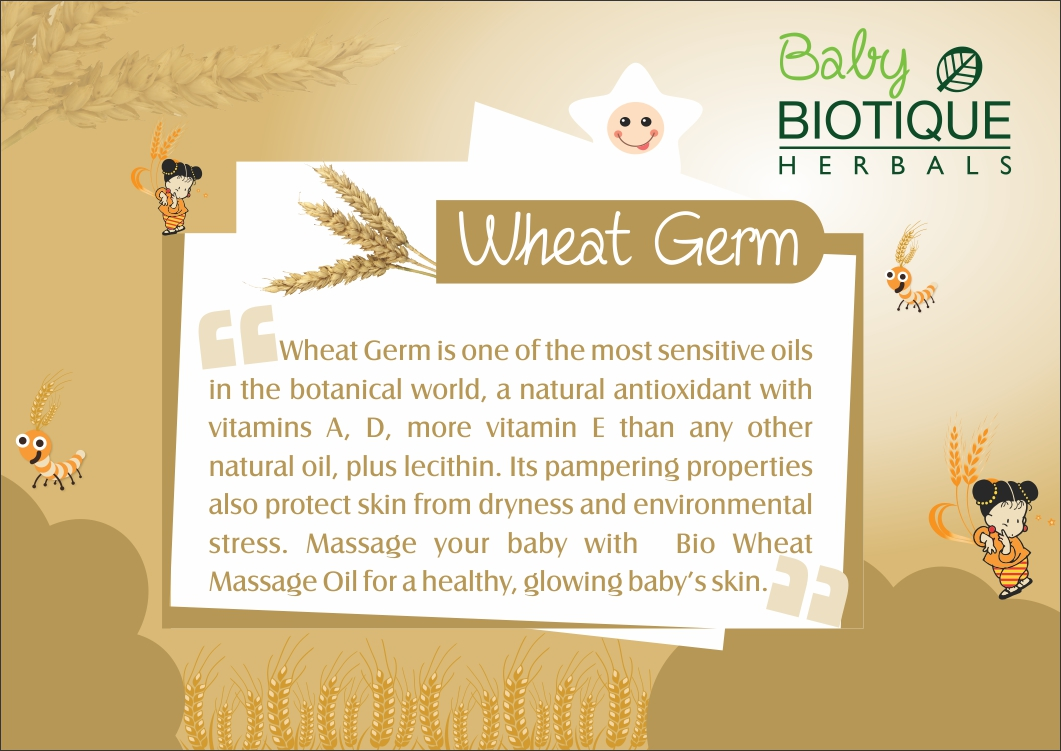 Baby
BIOTIQUE
HERBALS
Wheat Germ
“Wheat Germ is one of the most sensitive oils
in the botanical world, a natural antioxidant with
vitamins A, D, more vitamin E than any other
natural oil, plus lecithin. Its pampering properties
also protect skin from dryness and environmental
stress. Massage your baby with Bio Wheat
Massage Oil for a healthy, glowing baby’s skin.”